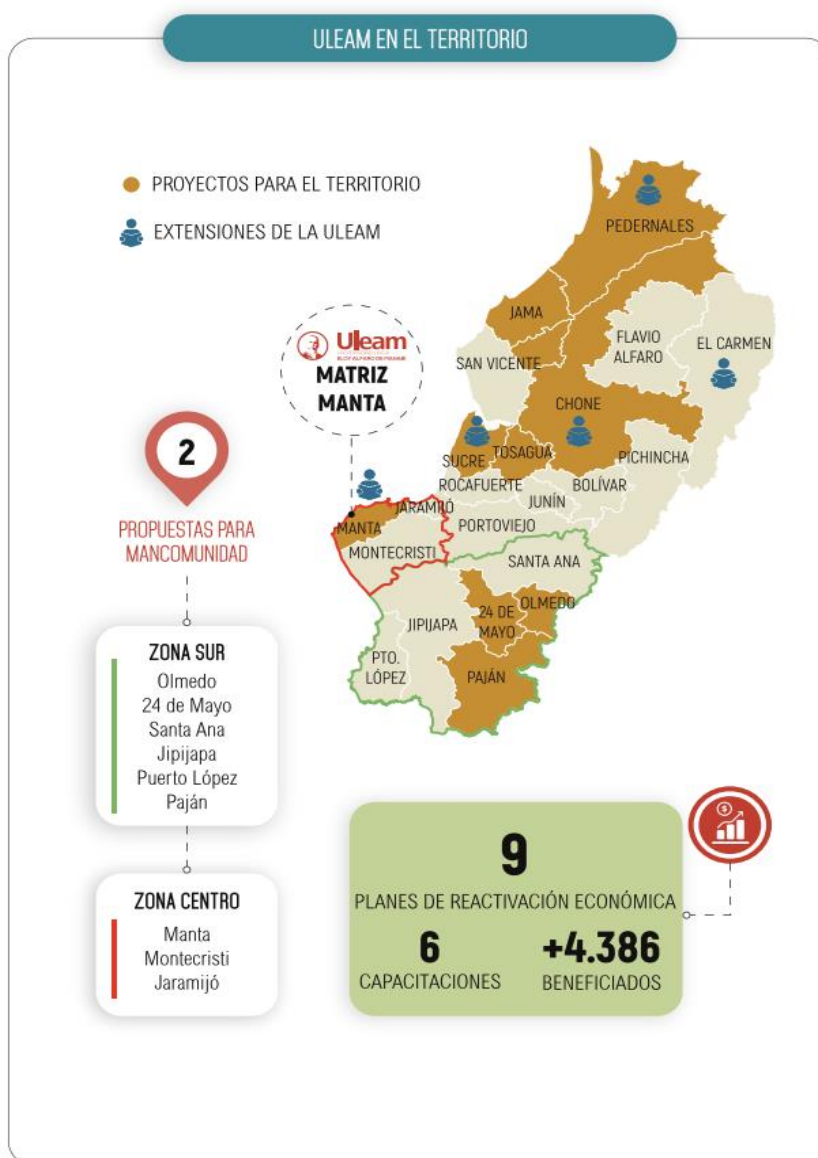 ULEAM EN EL TERRITORIO
PROYECTOS PARA EL TERRITORIO
EXTENSIONES DE LA ULEAM
PEDERNALES
JAMA
FLAVIO
ALFARO
EL CARMEN
SAN VICENTE
Uleam
MATRIZ
MANTA
CHONE
2
SUCRE
TOSAGUA
PICHINCHA
ROCAFUERTE
BOLÍVAR
JUNÍN
JARAMIJÓ
PORTOVIEJO
MANTA
MONTECRISTI
PROPUESTAS PARA
MANCOMUNIDAD
SANTA ANA
OLMEDO
24 DE
MAYO
JIPIJAPA
PTO.
LÓPEZ
PAJÁN
ZONA SUR
Olmedo
24 de Mayo
Santa Ana
Jipijapa
Puerto López
Paján
ZONA CENTRO
Manta
Montecristi
Jaramijó
9
PLANES DE REACTIVACIÓN ECONÓMICA
6
CAPACITACIONES
+4.386
BENEFICIADOS
$